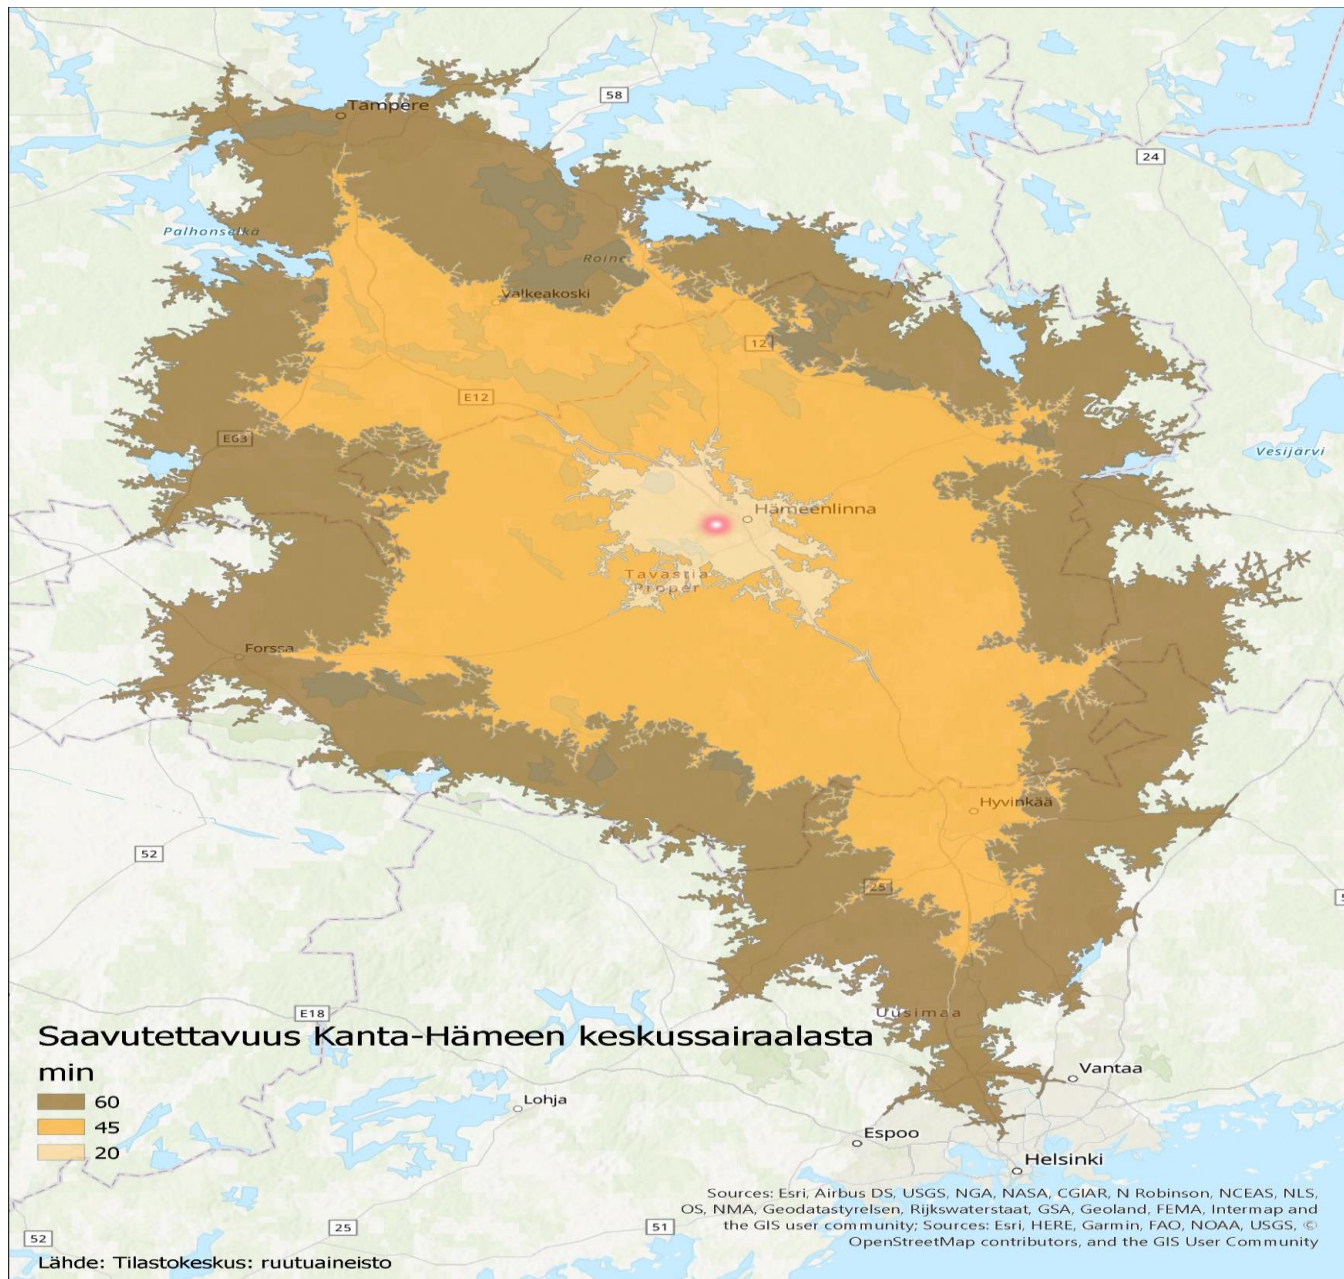 58
Tampere
24
Palhonselkä
Roine
Valkeakoski
12
E12
E63
Vesijärvi
Hämeenlinna
Tavastia
Proper
Forssa
Hyvinkää
52
25
E18
Uusimaa
Saavutettavuus Kanta-Hämeen keskussairaalasta
min
60
45
20
Vantaa
Lohja
Espoo
Helsinki
Sources: Esri, Airbus DS, USGS, NGA, NASA, CGIAR, N Robinson, NCEAS, NLS,
OS, NMA, Geodatastyrelsen, Rijkswaterstaat, GSA, Geoland, FEMA, Intermap and
the GIS user community; Sources: Esri, HERE, Garmin, FAO, NOAA, USGS, ©
OpenStreetMap contributors, and the GIS User Community
52
25
51
Lähde: Tilastokeskus: ruutuaineisto